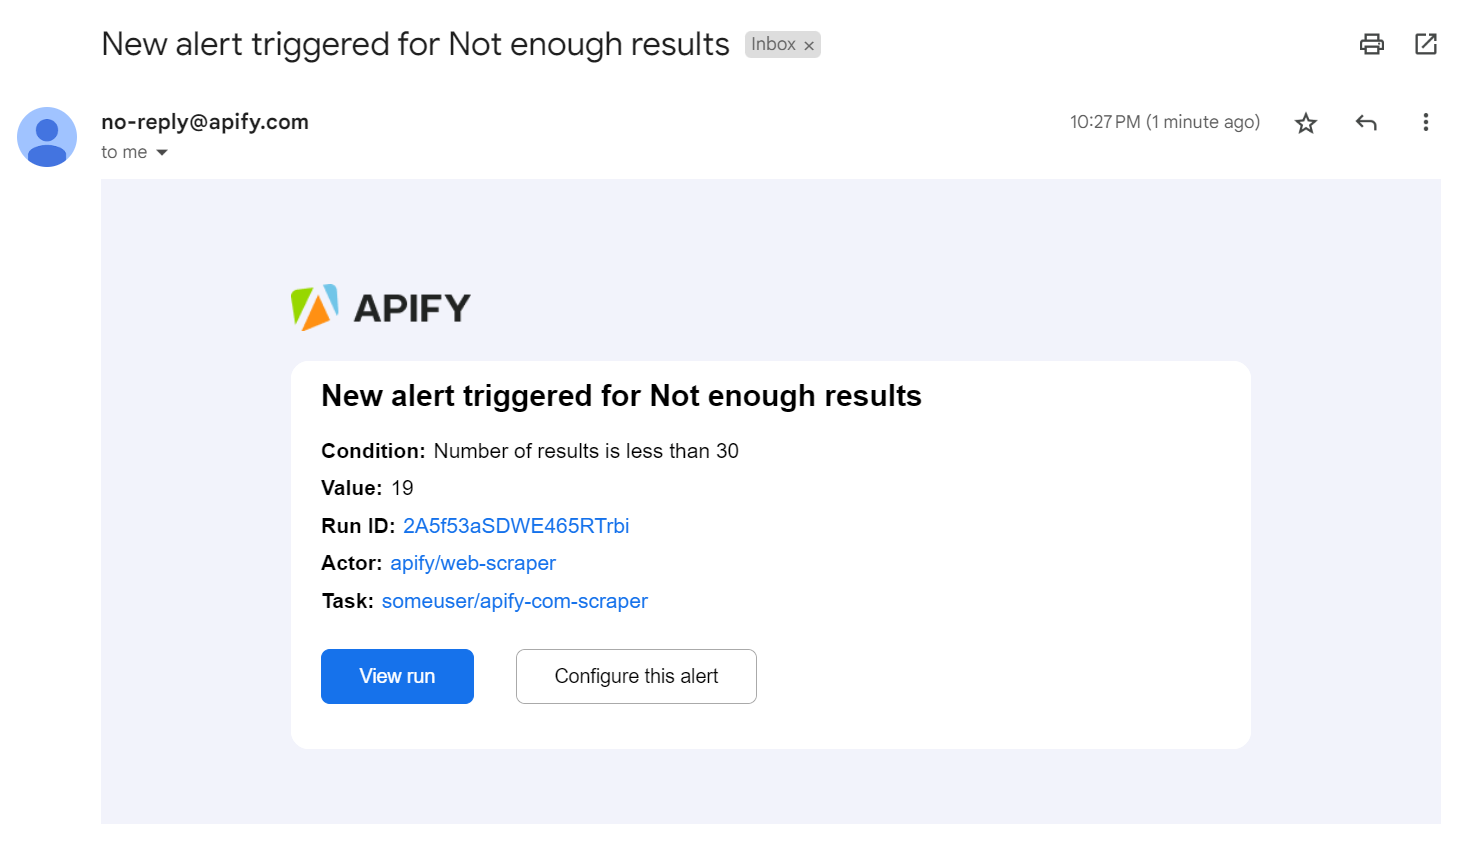 New alert triggered for Not enough results Inbox ×
no-reply@apify.com 10:27 PM (1 minute ago)
to me
APIFY
New alert triggered for Not enough results
Condition: Number of results is less than 30
Value: 19
Run ID: 2A5f53aSDWE465RTrbi
Actor: apify/web-scraper
Task: someuser/apify-com-scraper
View run Configure this alert